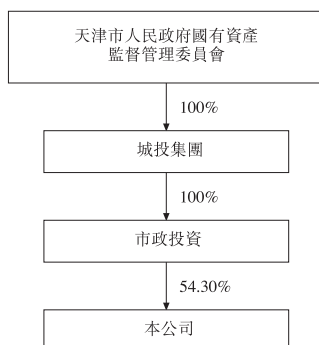 天津市人民政府國有資產
監督管理委員會
100%
城投集團
100%
市政投資
54.30%
本公司